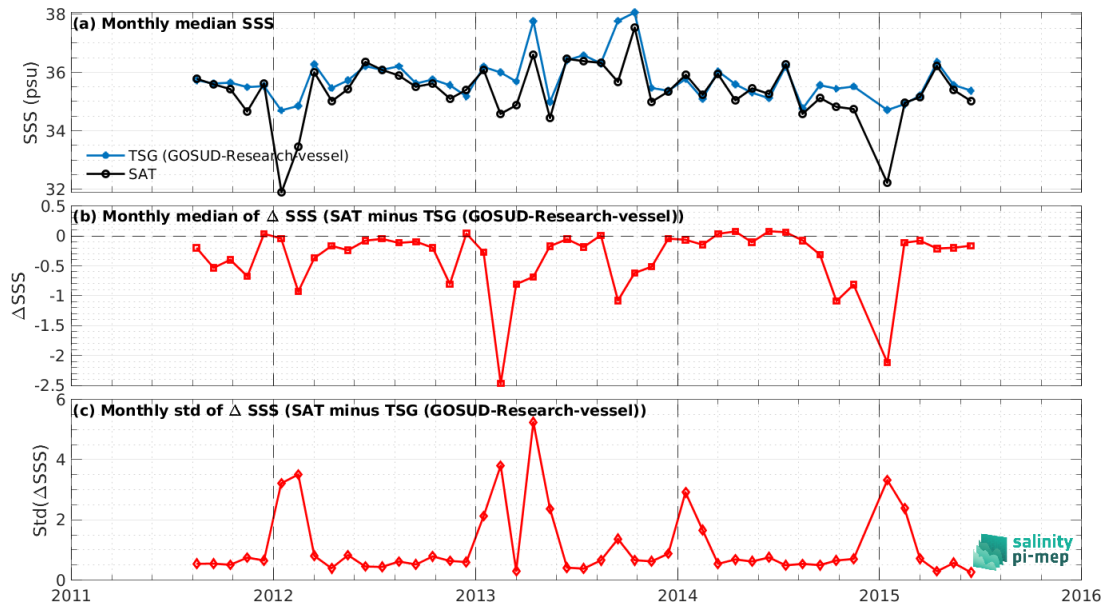 (a) Monthly median SSS
38
36
34
32
SSS (psu)
TSG (GOSUD-Research-vessel)
SAT
(b) Monthly median of Δ SSS (SAT minus TSG (GOSUD-Research-vessel))
0.5
0
-0.5
-1
-1.5
-2
-2.5
ΔSSS
(c) Monthly std of Δ SSS (SAT minus TSG (GOSUD-Research-vessel))
6
4
2
0
Std(ΔSSS)
salinity
pi-mep
2011 2012 2013 2014 2015 2016